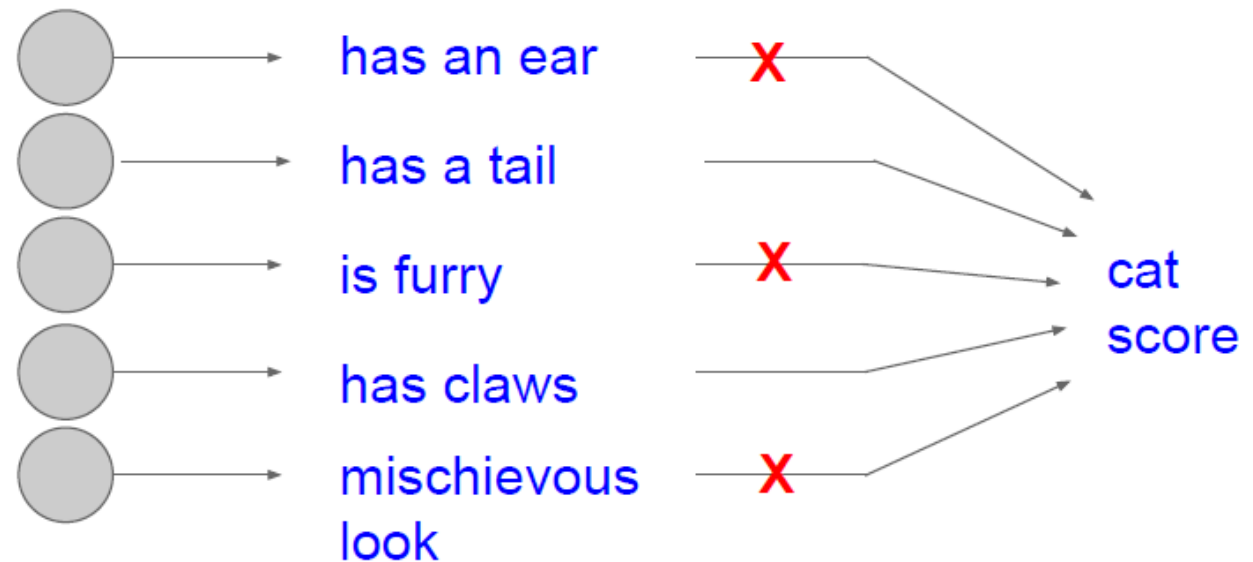 has an ear
X
has a tail
is furry
X
has claws
mischievous
look
X
cat
score